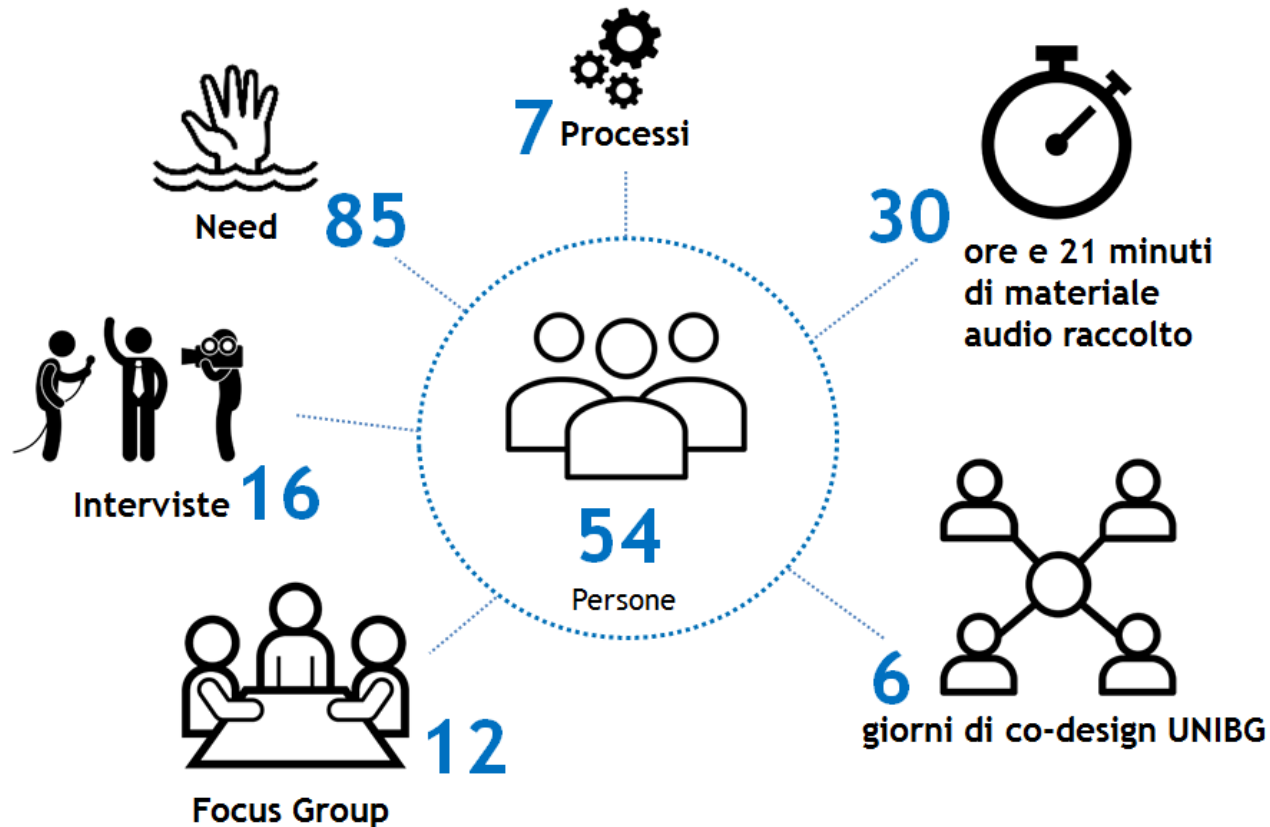 7 Processi
Need 85
30
ore e 21 minuti
di materiale
audio raccolto
Interviste 16
54
Persone
6
giorni di co-design UNIBG
12
Focus Group